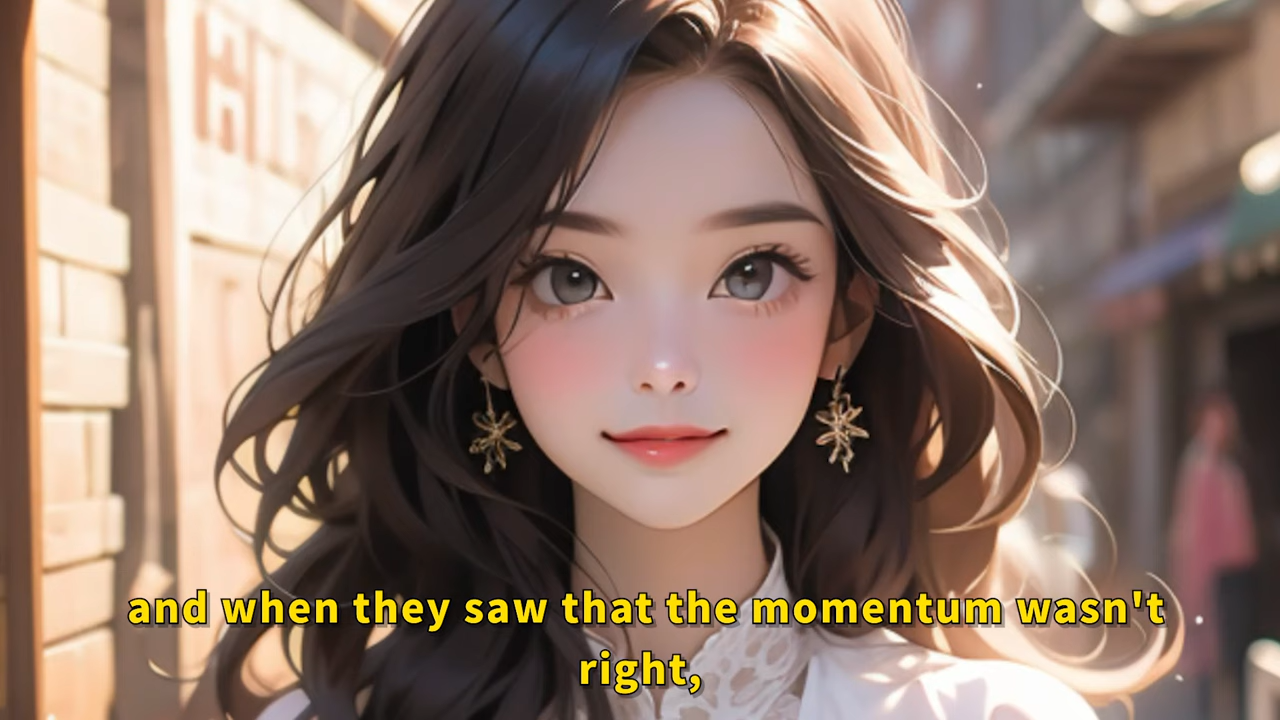 and when they saw that the momentum wasn't
right,